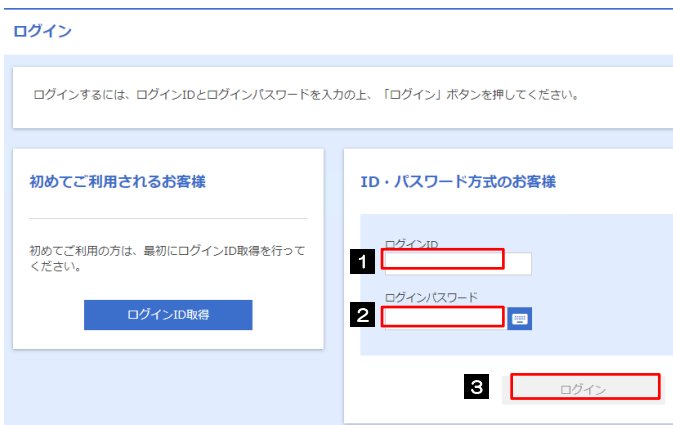 ログイン
ログインするには、ログインIDとログインパスワードを入力の上、「ログイン」ボタンを押してください。
初めてご利用されるお客様
初めてご利用の方は、最初にログインID取得を行って
ください。
ログインID取得
ID・パスワード方式のお客様
ログインID
1
ログインパスワード
2
3
ログイン